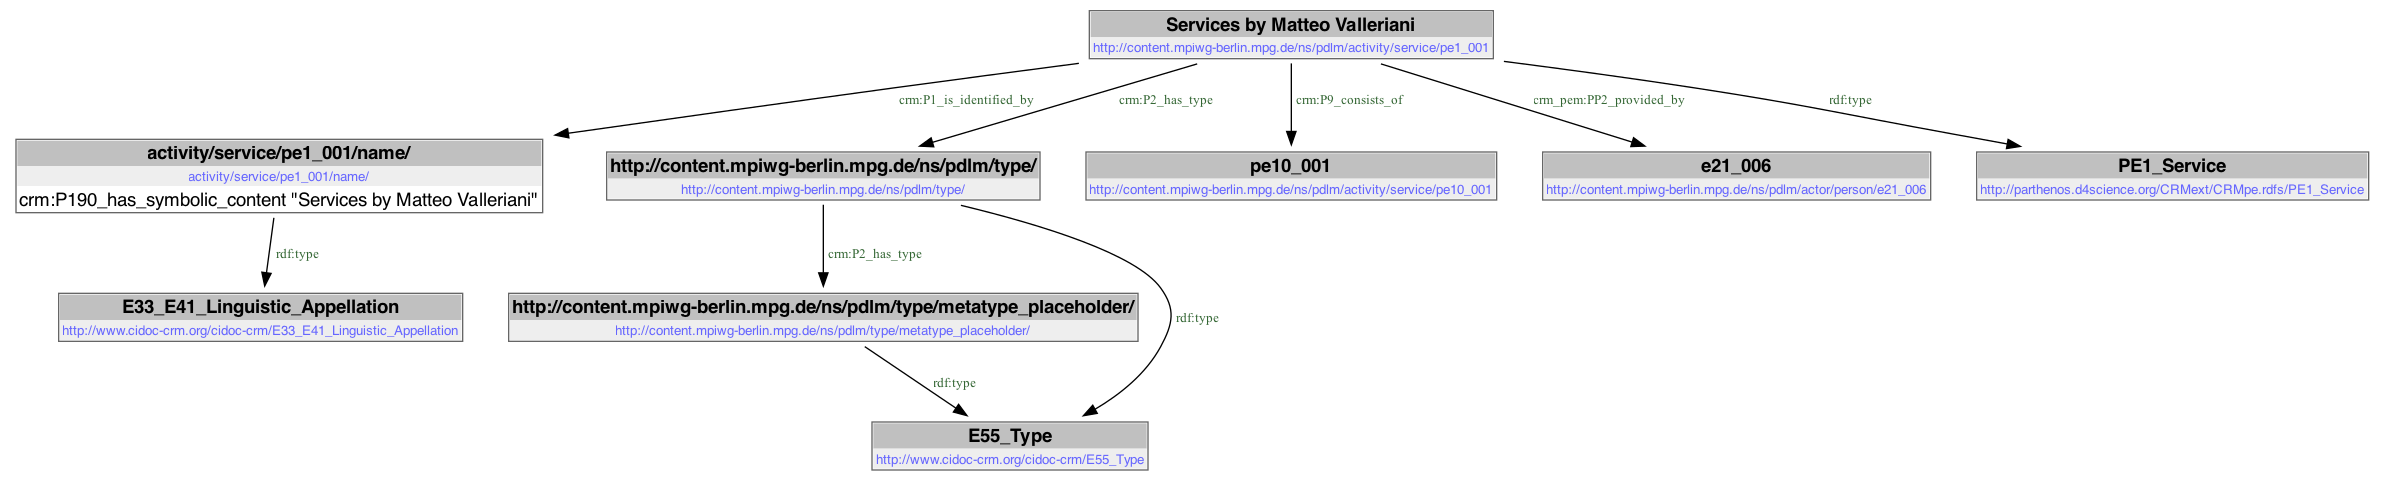 Services by Matteo Valleriani
http://content.mpiwg-berlin.mpg.de/ns/pdlm/activity/service/pe1_001
crm:P1_is_identified_by
crm:P2_has_type
crm:P9_consists_of
crm_pem:PP2_provided_by
rdf:type
activity/service/pe1_001/name/
activity/service/pe1_001/name/
crm:P190_has_symbolic_content "Services by Matteo Valleriani"
http://content.mpiwg-berlin.mpg.de/ns/pdlm/type/
http://content.mpiwg-berlin.mpg.de/ns/pdlm/type/
pe10_001
http://content.mpiwg-berlin.mpg.de/ns/pdlm/activity/service/pe10_001
e21_006
http://content.mpiwg-berlin.mpg.de/ns/pdlm/actor/person/e21_006
PE1_Service
http://parthenos.d4science.org/CRMext/CRMpe.rdfs/PE1_Service
rdf:type
crm:P2_has_type
rdf:type
E33_E41_Linguistic_Appellation
http://www.cidoc-crm.org/cidoc-crm/E33_E41_Linguistic_Appellation
http://content.mpiwg-berlin.mpg.de/ns/pdlm/type/metatype_placeholder/
http://content.mpiwg-berlin.mpg.de/ns/pdlm/type/metatype_placeholder/
rdf:type
E55_Type
http://www.cidoc-crm.org/cidoc-crm/E55_Type